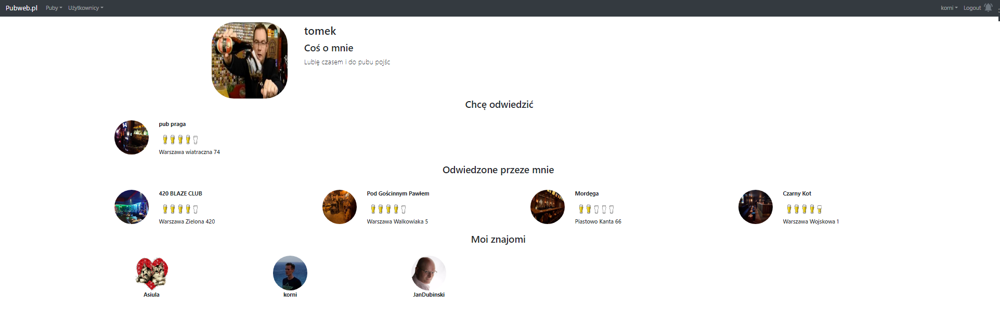 Pubweb.pl Puby Użytkownicy korni Logout
tomek
Coś o mnie
Lubię czasem i do pubu pojśc
Chcę odwiedzić
pub praga
Warszawa wiatraczna 74
Odwiedzone przeze mnie
420 BLAZE CLUB
Warszawa Zielona 420
Pod Gościnnym Pawłem
Warszawa Walkowiaka 5
Mordęga
Piastowo Kanta 66
Czarny Kot
Warszawa Wojskowa 1
Moi znajomi
Asiula
korni
JanDubinski